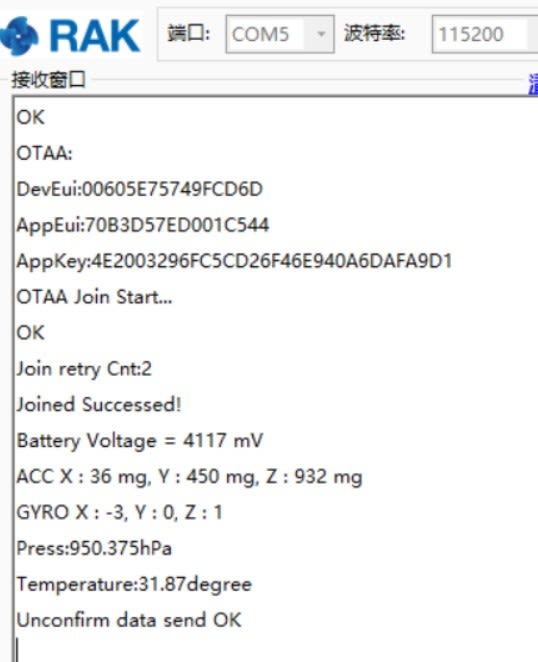 RAK 端口: COM5 波特率: 115200
接收窗口
OK
OTAA:
DevEui:00605E75749FCD6D
AppEui:70B3D57ED001C544
AppKey:4E2003296FC5CD26F46E940A6DAFA9D1
OTAA Join Start...
OK
Join retry Cnt:2
Joined Successed!
Battery Voltage = 4117 mV
ACC X : 36 mg, Y : 450 mg, Z : 932 mg
GYRO X : -3, Y : 0, Z : 1
Press:950.375hPa
Temperature:31.87degree
Unconfirm data send OK